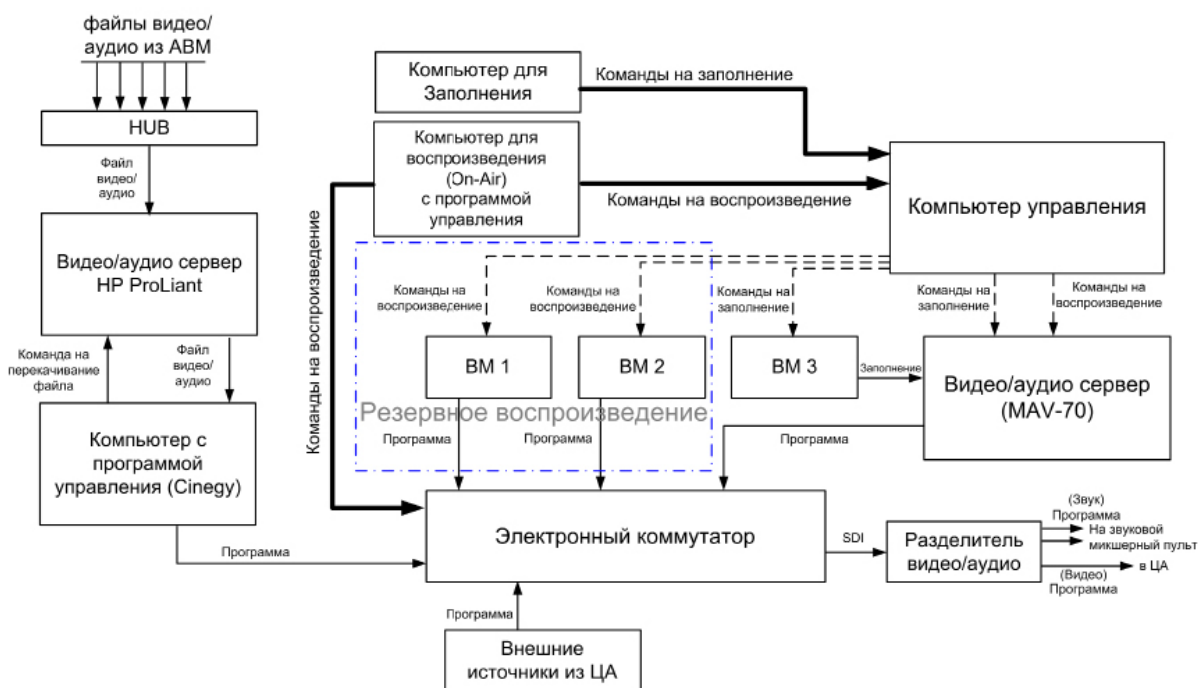 файлы видео/
аудио из АВМ
HUB
Файл
видео/
аудио
Видео/аудио сервер
HP ProLiant
Команда на
перекачивание
файла
Файл
видео/
аудио
Компьютер с
программой
управления (Cinegy)
Программа
Компьютер для
Заполнения
Команды на заполнение
Компьютер для
воспроизведения
(On-Air)
с программой
управления
Команды на воспроизведение
Команды на воспроизведение
Компьютер управления
Команды на
воспроизведение
Команды на
воспроизведение
Команды на
заполнение
Команды на
заполнение
Команды на
воспроизведение
ВМ 1
ВМ 2
ВМ 3
Заполнение
Видео/аудио сервер
(MAV-70)
Резервное воспроизведение
Программа
Программа
Программа
Электронный коммутатор
SDI
Разделитель
видео/аудио
(Звук)
Программа
На звуковой
микшерный пульт
(Видео)
Программа
в ЦА
Программа
Внешние
источники из ЦА